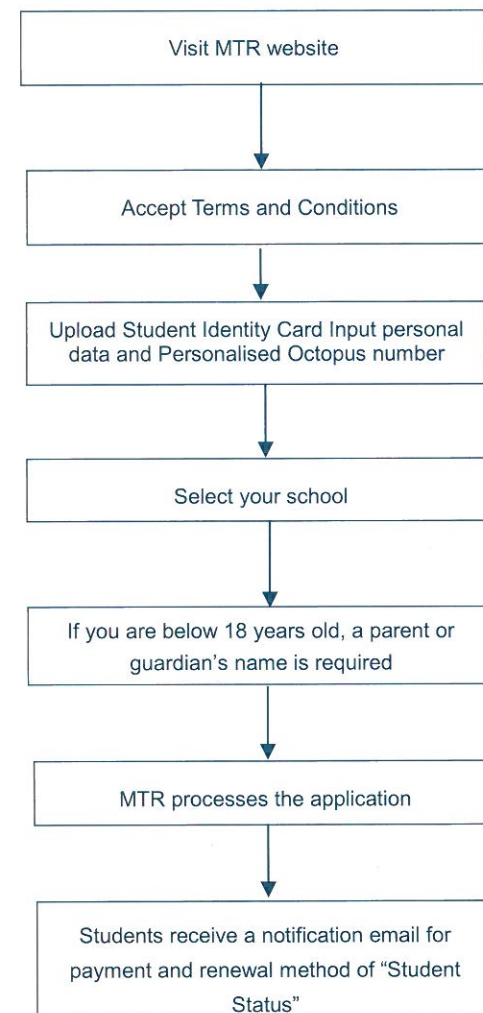 Visit MTR website
Accept Terms and Conditions
Upload Student Identity Card Input personal
data and Personalised Octopus number
Select your school
If you are below 18 years old, a parent or
guardian's name is required
MTR processes the application
Students receive a notification email for
payment and renewal method of “Student
Status”